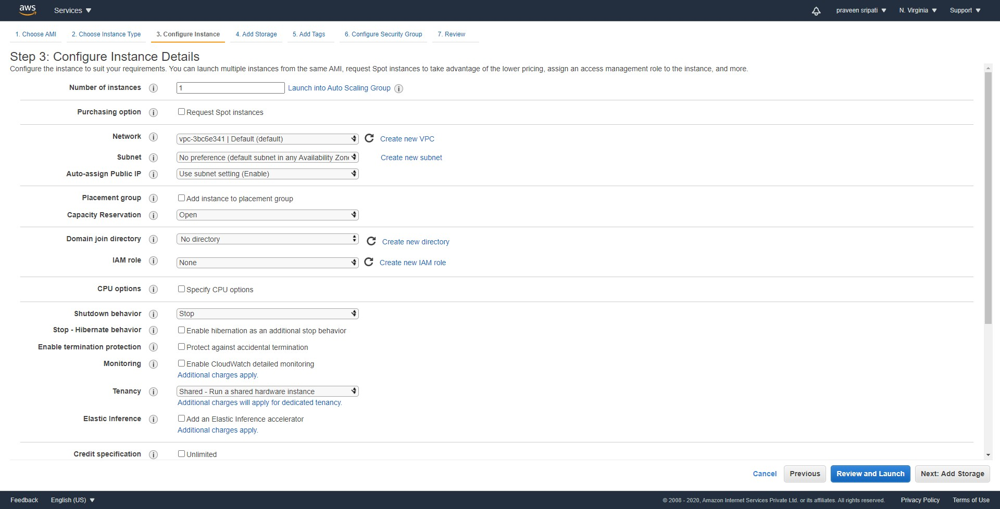 aws Services praveen sripati N. Virginia Support
1. Choose AMI 2. Choose Instance Type 3. Configure Instance 4. Add Storage 5. Add Tags 6. Configure Security Group 7. Review
Step 3: Configure Instance Details
Configure the instance to suit your requirements. You can launch multiple instances from the same AMI, request Spot instances to take advantage of the lower pricing, assign an access management role to the instance, and more.
Number of instances i 1 Launch into Auto Scaling Group i
Purchasing option i Request Spot instances
Network i vpc-3bc6e341 | Default (default) Create new VPC
Subnet i No preference (default subnet in any Availability Zon Create new subnet
Auto-assign Public IP i Use subnet setting (Enable)
Placement group i Add instance to placement group
Capacity Reservation i Open
Domain join directory i No directory Create new directory
IAM role i None Create new IAM role
CPU options i Specify CPU options
Shutdown behavior i Stop
Stop - Hibernate behavior i Enable hibernation as an additional stop behavior
Enable termination protection i Protect against accidental termination
Monitoring i Enable CloudWatch detailed monitoring
Additional charges apply.
Tenancy i Shared - Run a shared hardware instance
Additional charges will apply for dedicated tenancy.
Elastic Inference i Add an Elastic Inference accelerator
Additional charges apply.
Credit specification i Unlimited
Cancel Previous Review and Launch Next: Add Storage
Feedback English (US) © 2008 - 2020, Amazon Internet Services Private Ltd. or its affiliates. All rights reserved. Privacy Policy Terms of Use